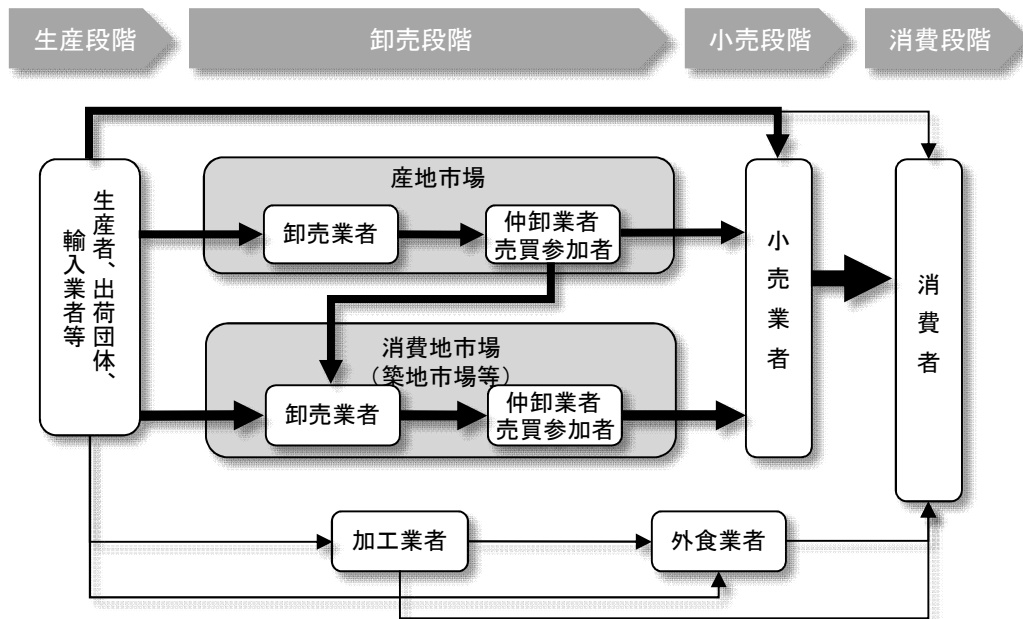 生産段階
卸売段階
小売段階
消費段階
生産者、出荷団体、
輸入業者等
産地市場
卸売業者
仲卸業者
売買参加者
消費地市場
（築地市場等）
卸売業者
仲卸業者
売買参加者
小売業者
消費者
加工業者
外食業者